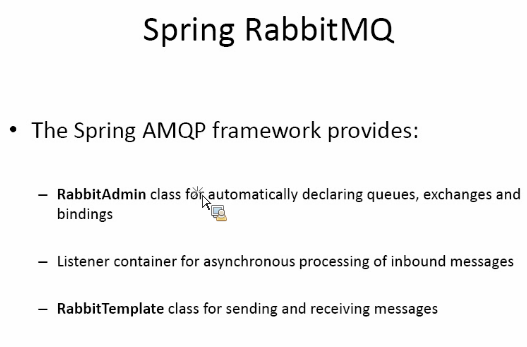 Spring RabbitMQ
• The Spring AMQP framework provides:
– RabbitAdmin class for automatically declaring queues, exchanges and
bindings
– Listener container for asynchronous processing of inbound messages
– RabbitTemplate class for sending and receiving messages